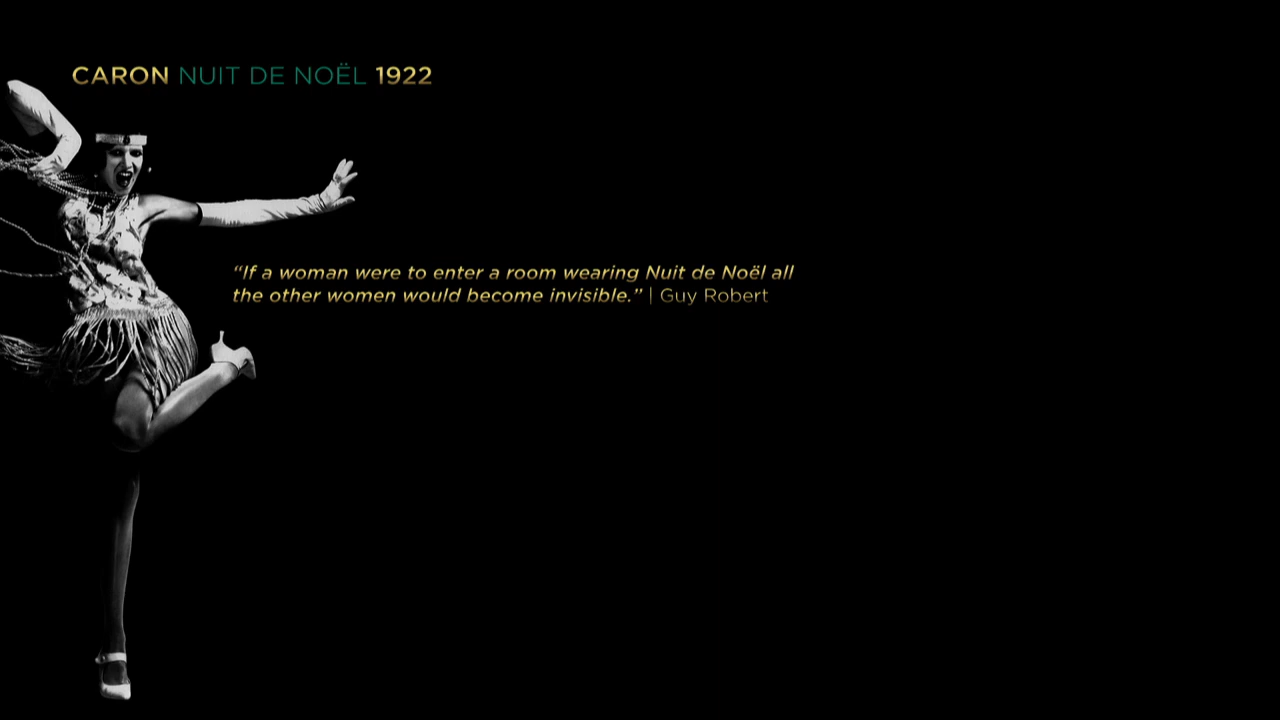 CARON NUIT DE NOËL 1922
“If a woman were to enter a room wearing Nuit de Noël all
the other women would become invisible.” | Guy Robert